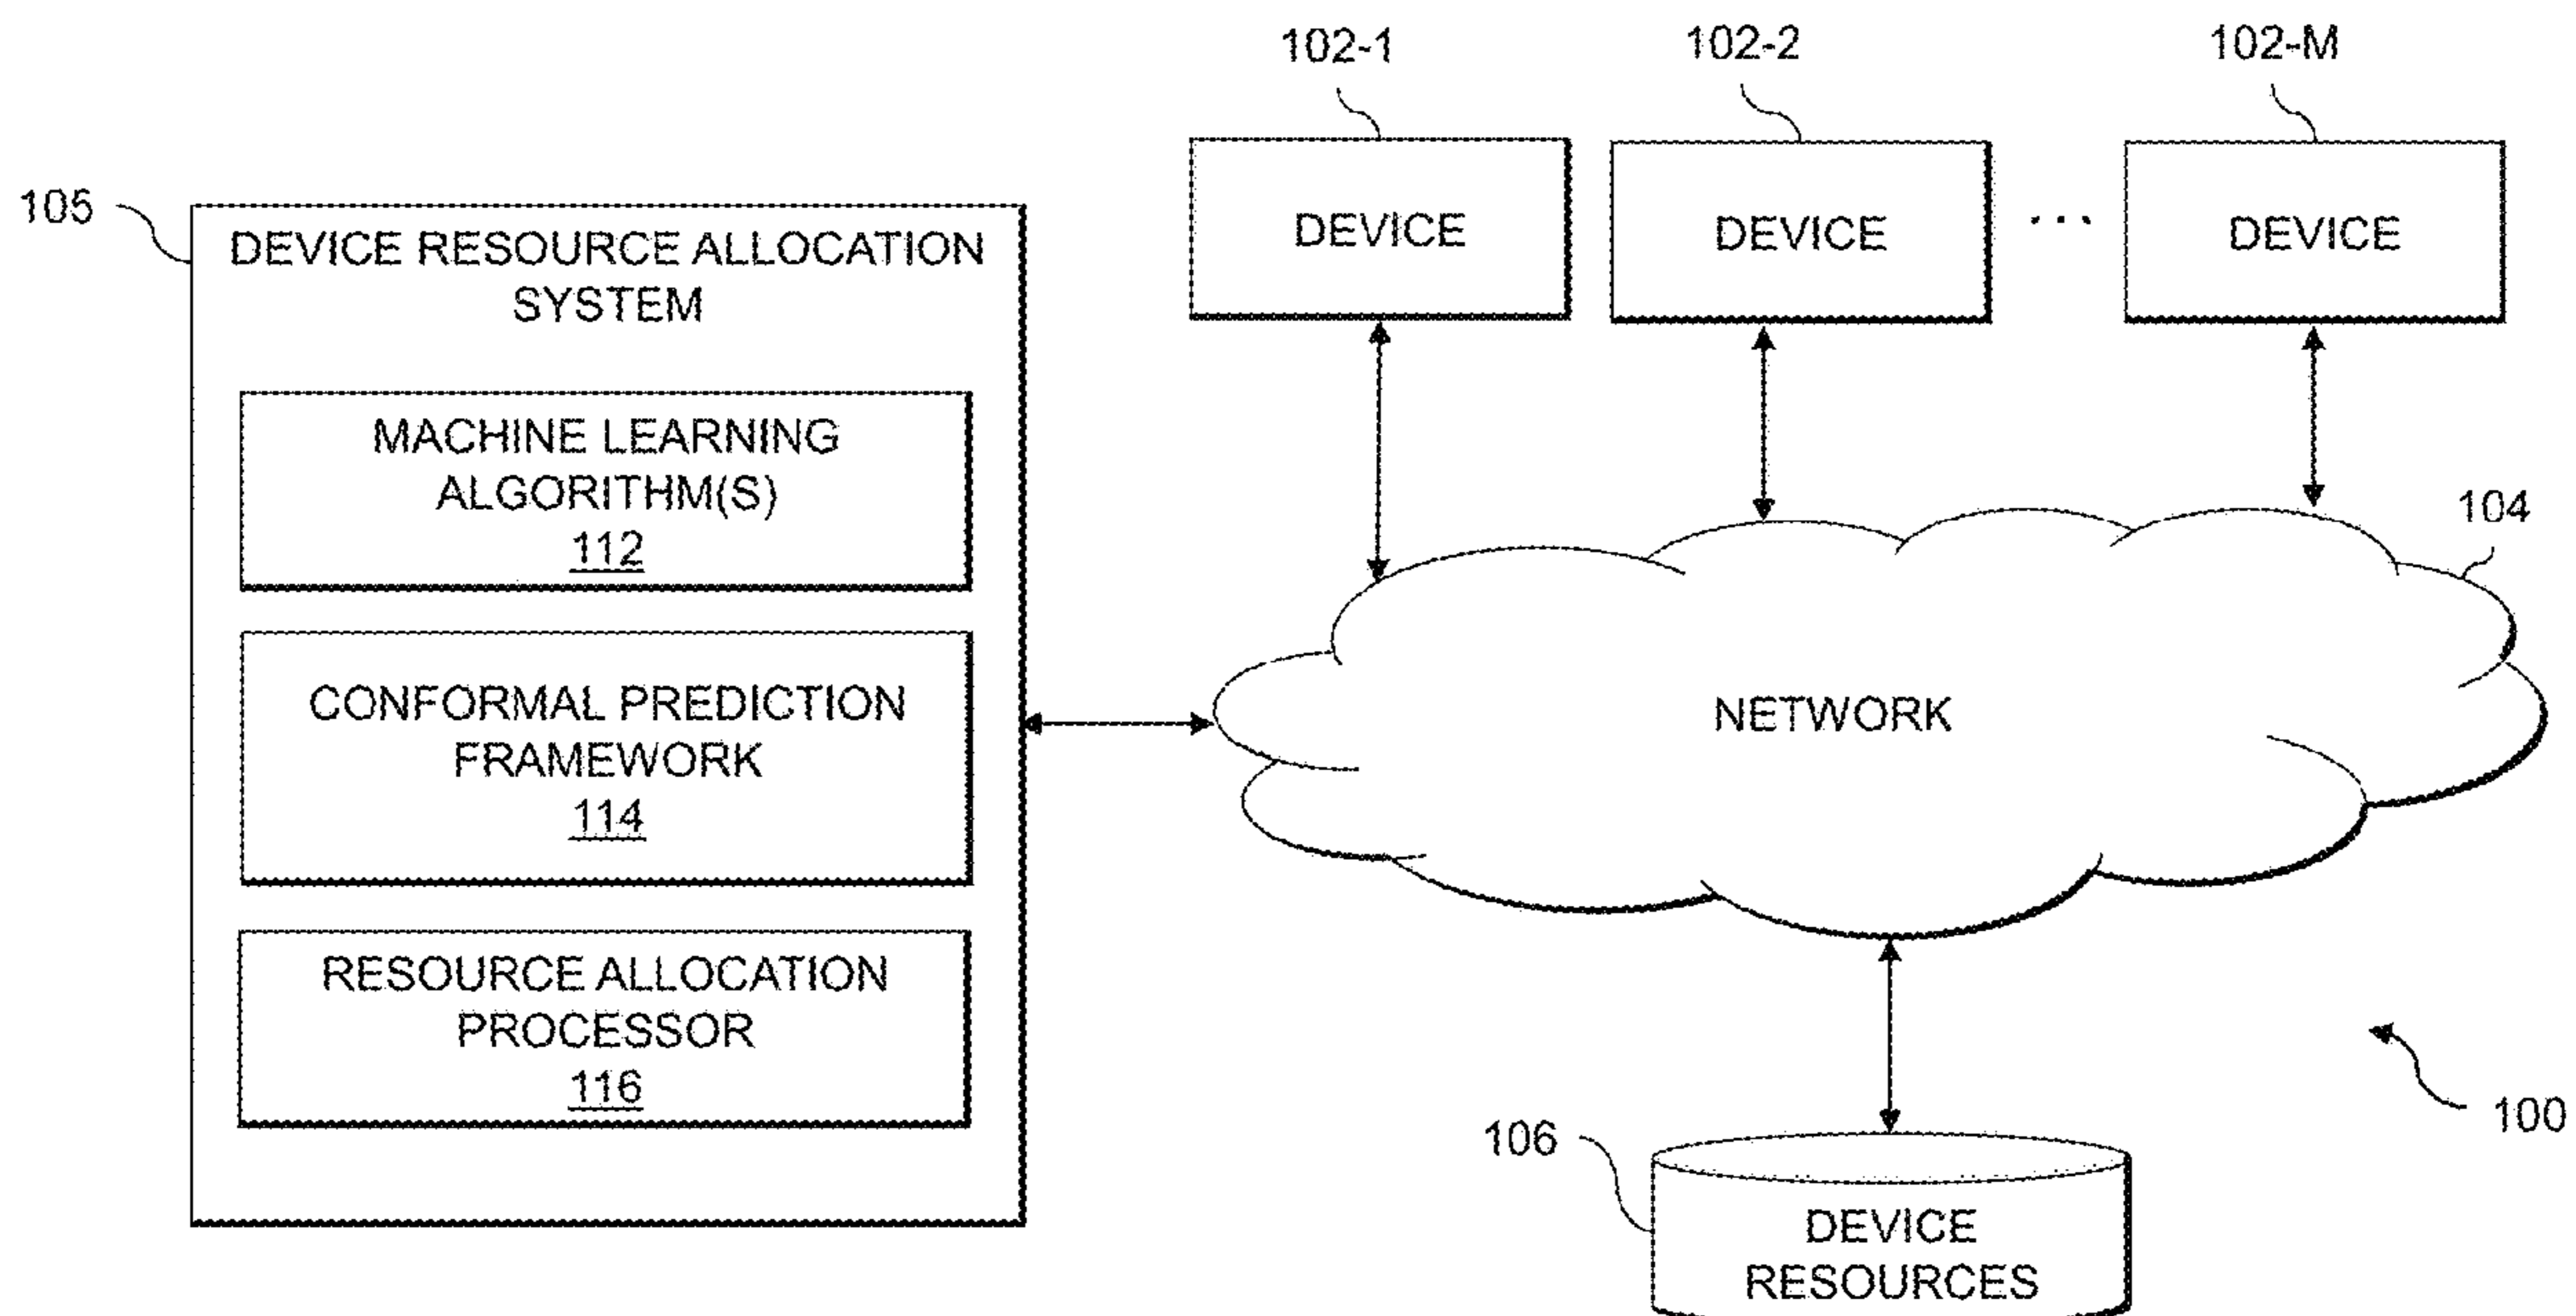 102-1
102-2
102-M
105
DEVICE RESOURCE ALLOCATION
SYSTEM
MACHINE LEARNING
ALGORITHM(S)
112
CONFORMAL PREDICTION
FRAMEWORK
114
RESOURCE ALLOCATION
PROCESSOR
116
DEVICE
DEVICE
...
DEVICE
104
NETWORK
100
106
DEVICE
RESOURCES